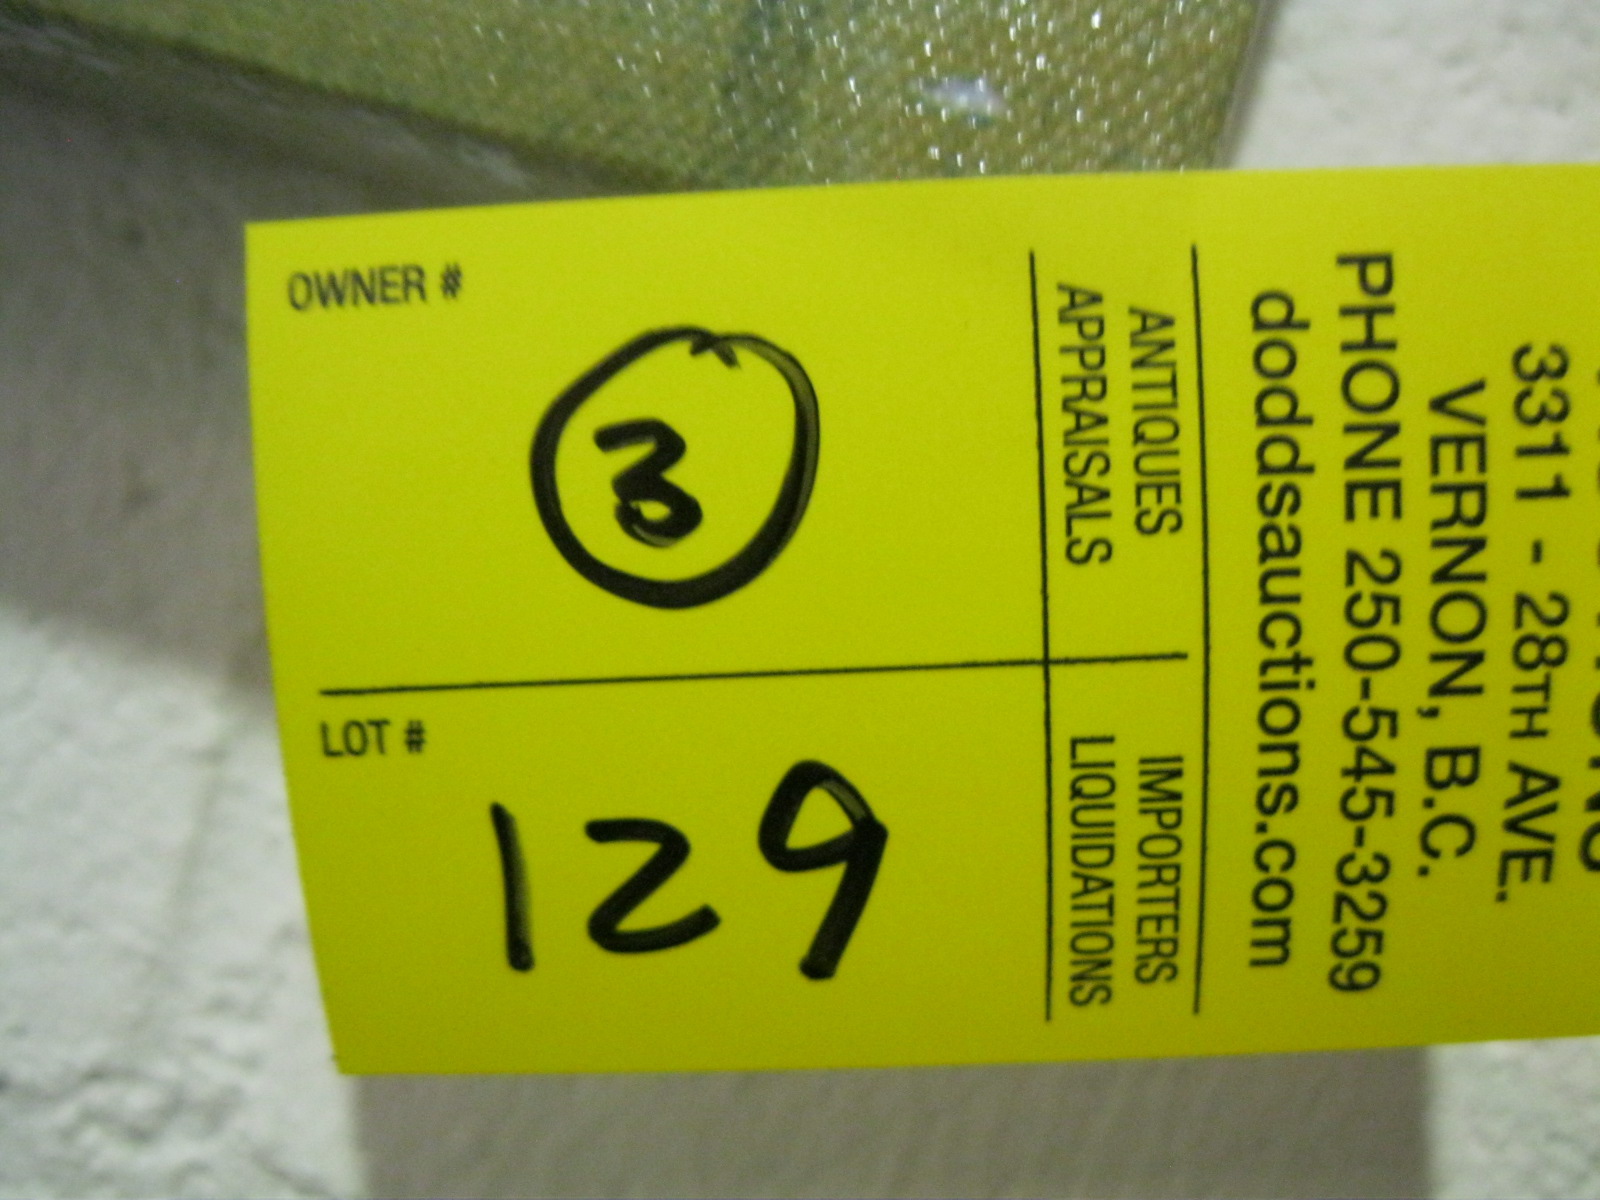 3311 - 28TH AVE.
VERNON, B.C.
PHONE 250-545-3259
doddsauctions.com
ANTIQUES
APPRAISALS
IMPORTERS
LIQUIDATIONS
OWNER #
3
LOT #
129